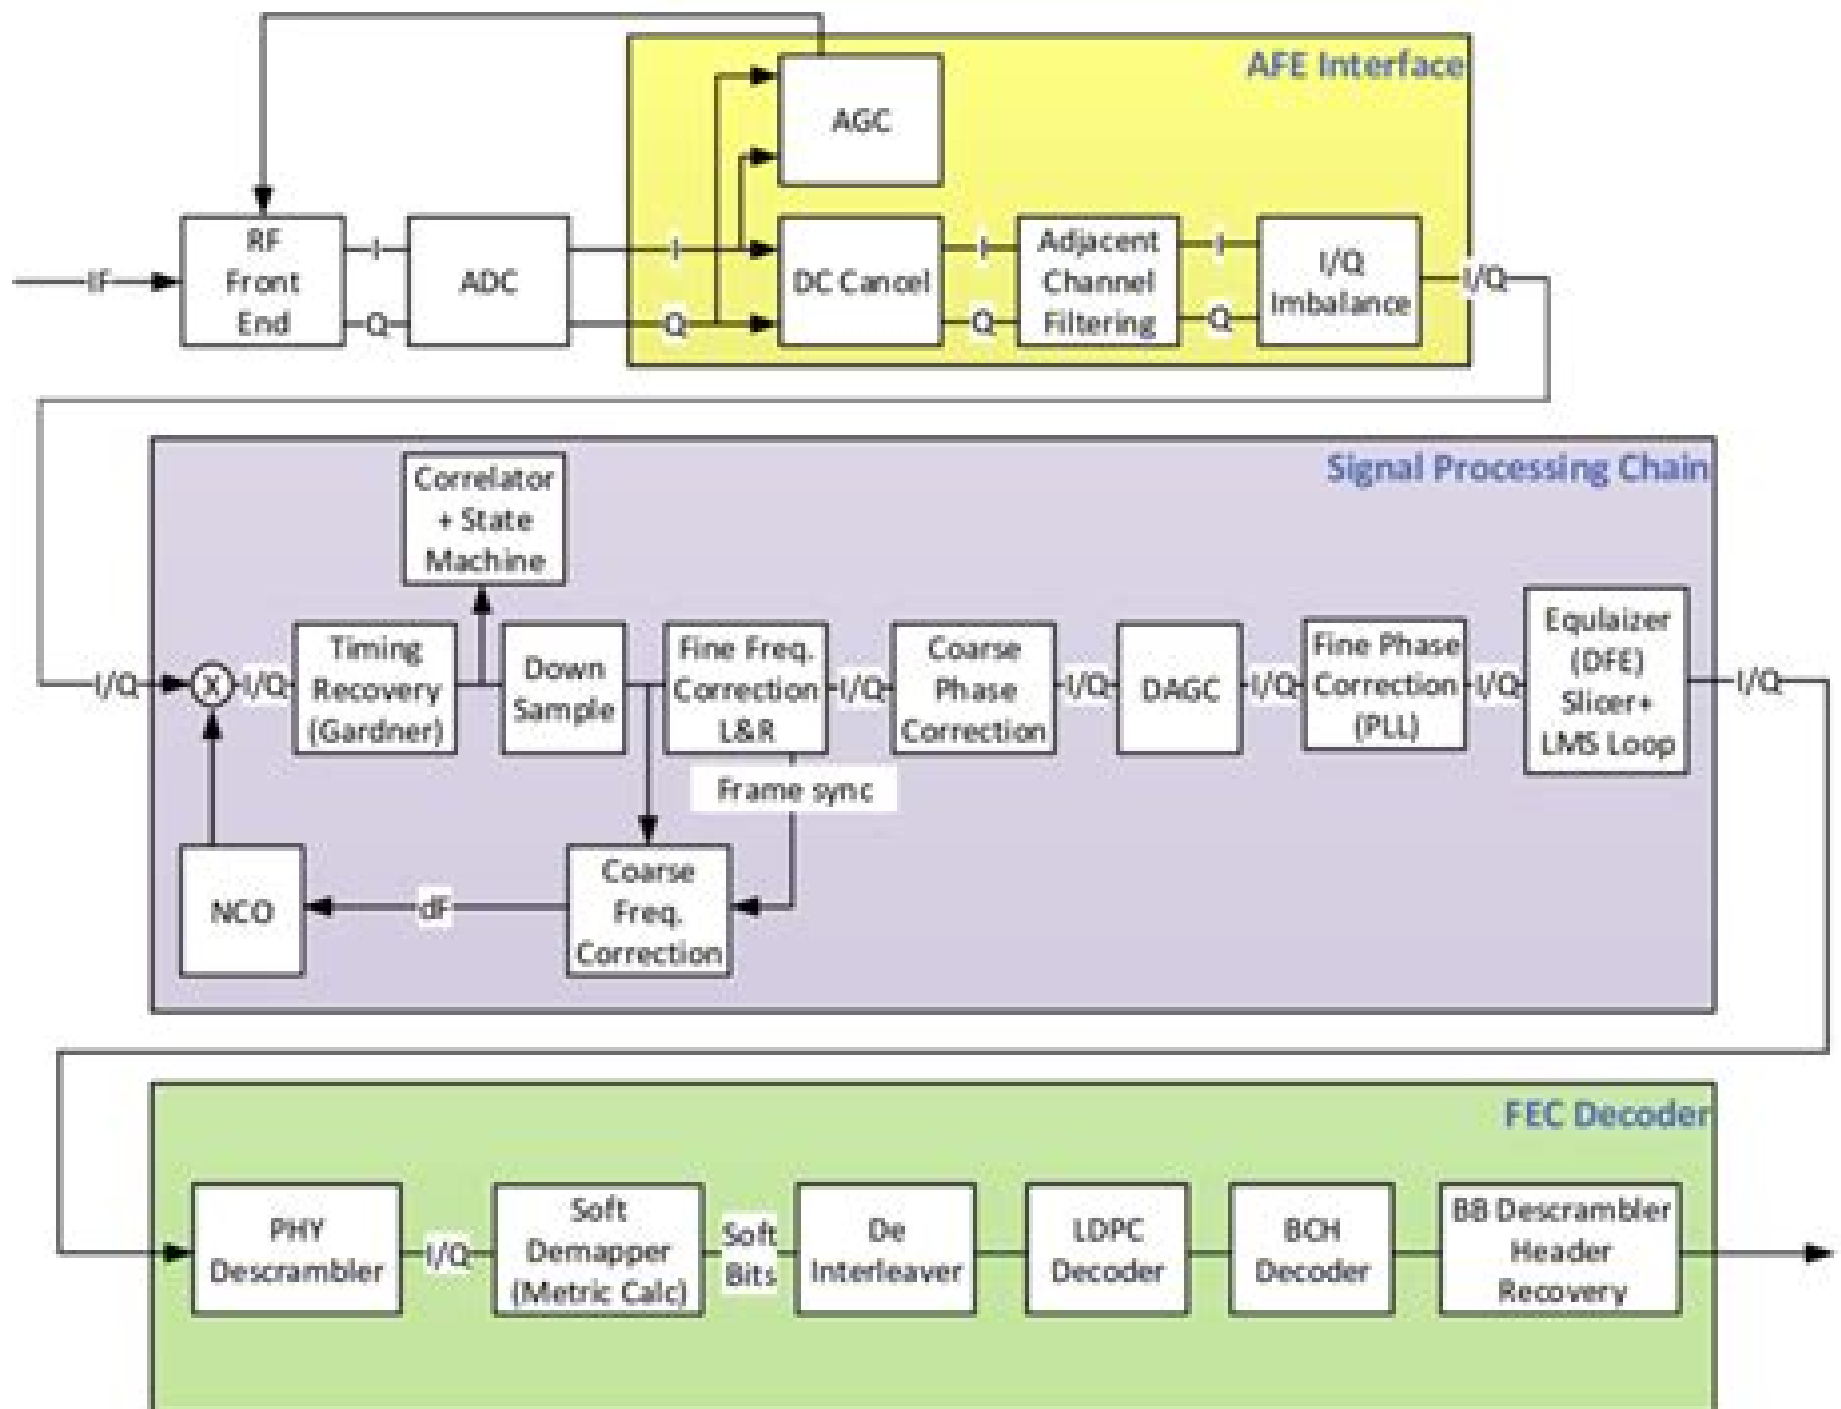 AFE Interface
AGC
IF
RF
Front
End
I
Q
ADC
I
Q
DC Cancel
I
Q
Adjacent
Channel
Filtering
I
Q
I/Q
Imbalance
I/Q
Signal Processing Chain
Correlator
+ State
Machine
I/Q
X
I/Q
Timing
Recovery
(Gardner)
Down
Sample
Fine Freq.
Correction
L&R
I/Q
Coarse
Phase
Correction
I/Q
DAGC
I/Q
Fine Phase
Correction
(PLL)
I/Q
Equlaizer
(DFE)
Slicer+
LMS Loop
I/Q
Frame sync
NCO
dF
Coarse
Freq.
Correction
FEC Decoder
PHY
Descrambler
I/Q
Soft
Demapper
(Metric Calc)
Soft
Bits
De
Interleaver
LDPC
Decoder
BCH
Decoder
BB Descrambler
Header
Recovery